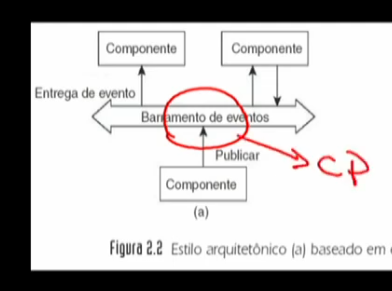 Componente
Componente
Entrega de evento
Barramento de eventos
Publicar
CP
Componente
(a)
Figura 2.2 Estilo arquitetônico (a) baseado em